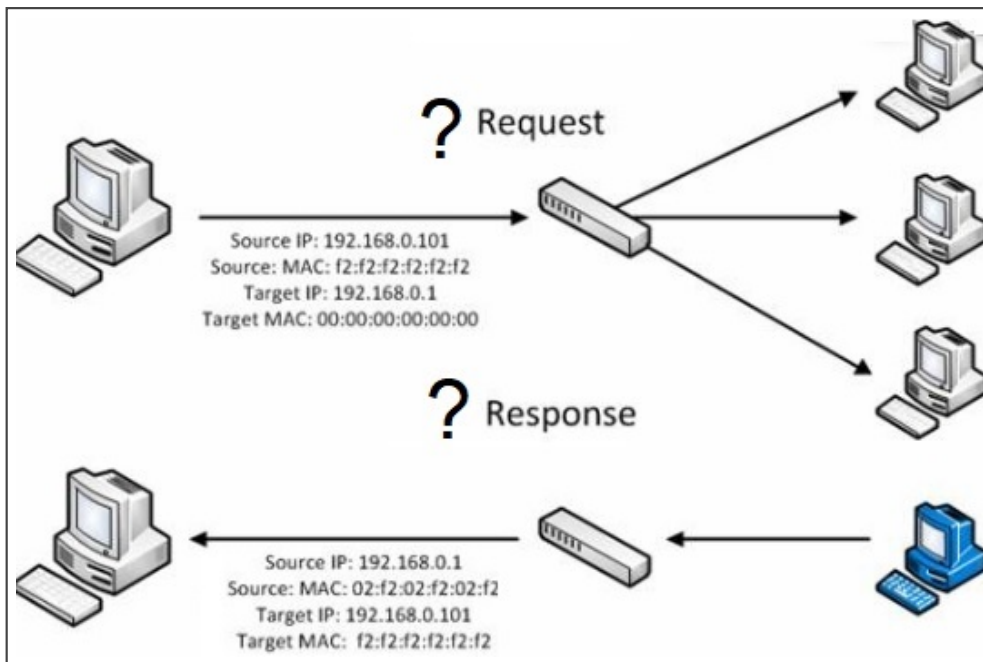 ? Request
Source IP: 192.168.0.101
Source: MAC: f2:f2:f2:f2:f2:f2
Target IP: 192.168.0.1
Target MAC: 00:00:00:00:00:00
? Response
Source IP: 192.168.0.1
Source: MAC: 02:f2:02:f2:02:f2
Target IP: 192.168.0.101
Target MAC: f2:f2:f2:f2:f2:f2